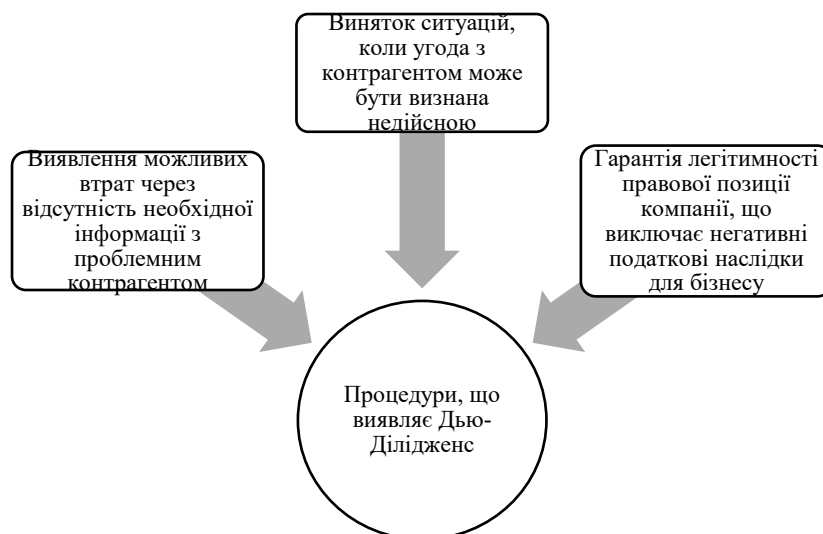 Виняток ситуацій,
коли угода з
контрагентом може
бути визнана
недійсною
Виявлення можливих
втрат через
відсутність необхідної
інформації з
проблемним
контрагентом
Гарантія легітимності
правової позиції
компанії, що
виключає негативні
податкові наслідки
для бізнесу
Процедури, що
виявляє Дью-
Ділідженс